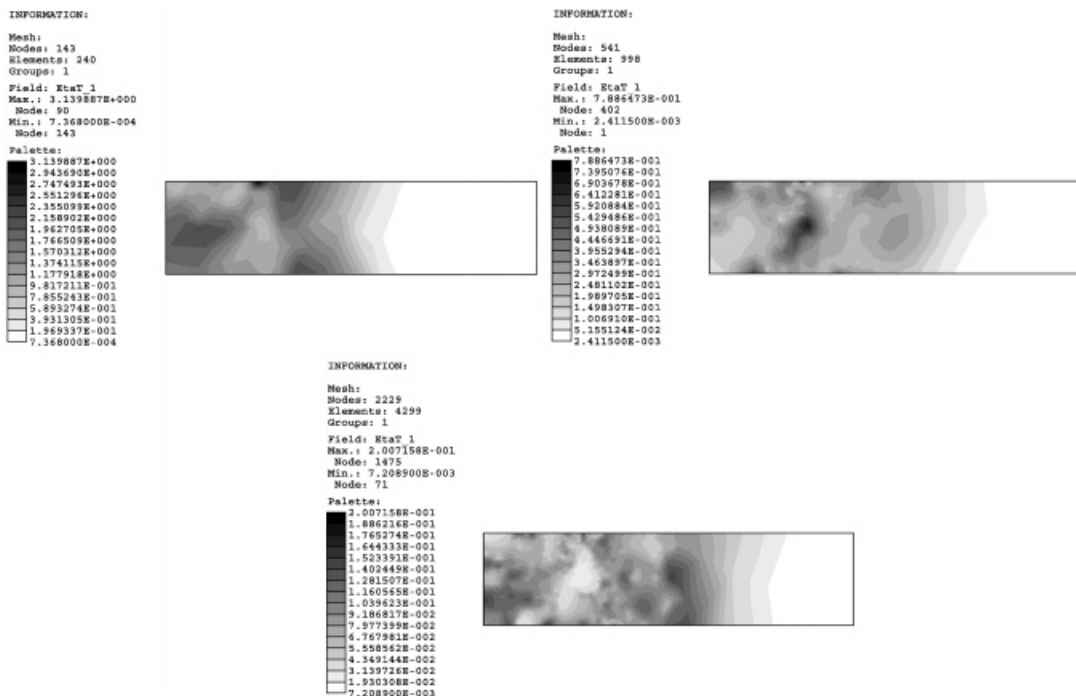 INFORMATION:
Mesh:
Nodes: 143
Elements: 240
Groups: 1
Field: EtaT_1
Max.: 3.139887E+000
Node: 90
Min.: 7.368000E-004
Node: 143
Palette:
3.139887E+000
2.943690E+000
2.747493E+000
2.551296E+000
2.355099E+000
2.158902E+000
1.962705E+000
1.766509E+000
1.570312E+000
1.374115E+000
1.177918E+000
9.817211E-001
7.855243E-001
5.893274E-001
3.931305E-001
1.969337E-001
7.368000E-004
INFORMATION:
Mesh:
Nodes: 541
Elements: 998
Groups: 1
Field: EtaT_1
Max.: 7.886473E-001
Node: 402
Min.: 2.411500E-003
Node: 1
Palette:
7.886473E-001
7.395076E-001
6.903678E-001
6.412281E-001
5.920884E-001
5.429486E-001
4.938089E-001
4.446691E-001
3.955294E-001
3.463897E-001
2.972499E-001
2.481102E-001
1.989705E-001
1.498307E-001
1.006910E-001
5.155124E-002
2.411500E-003
INFORMATION:
Mesh:
Nodes: 2229
Elements: 4299
Groups: 1
Field: EtaT_1
Max.: 2.007158E-001
Node: 1475
Min.: 7.208900E-003
Node: 71
Palette:
2.007158E-001
1.886216E-001
1.765274E-001
1.644333E-001
1.523391E-001
1.402449E-001
1.281507E-001
1.160565E-001
1.039623E-001
9.186817E-002
7.977399E-002
6.767981E-002
5.558562E-002
4.349144E-002
3.139726E-002
1.930308E-002
7.208900E-003